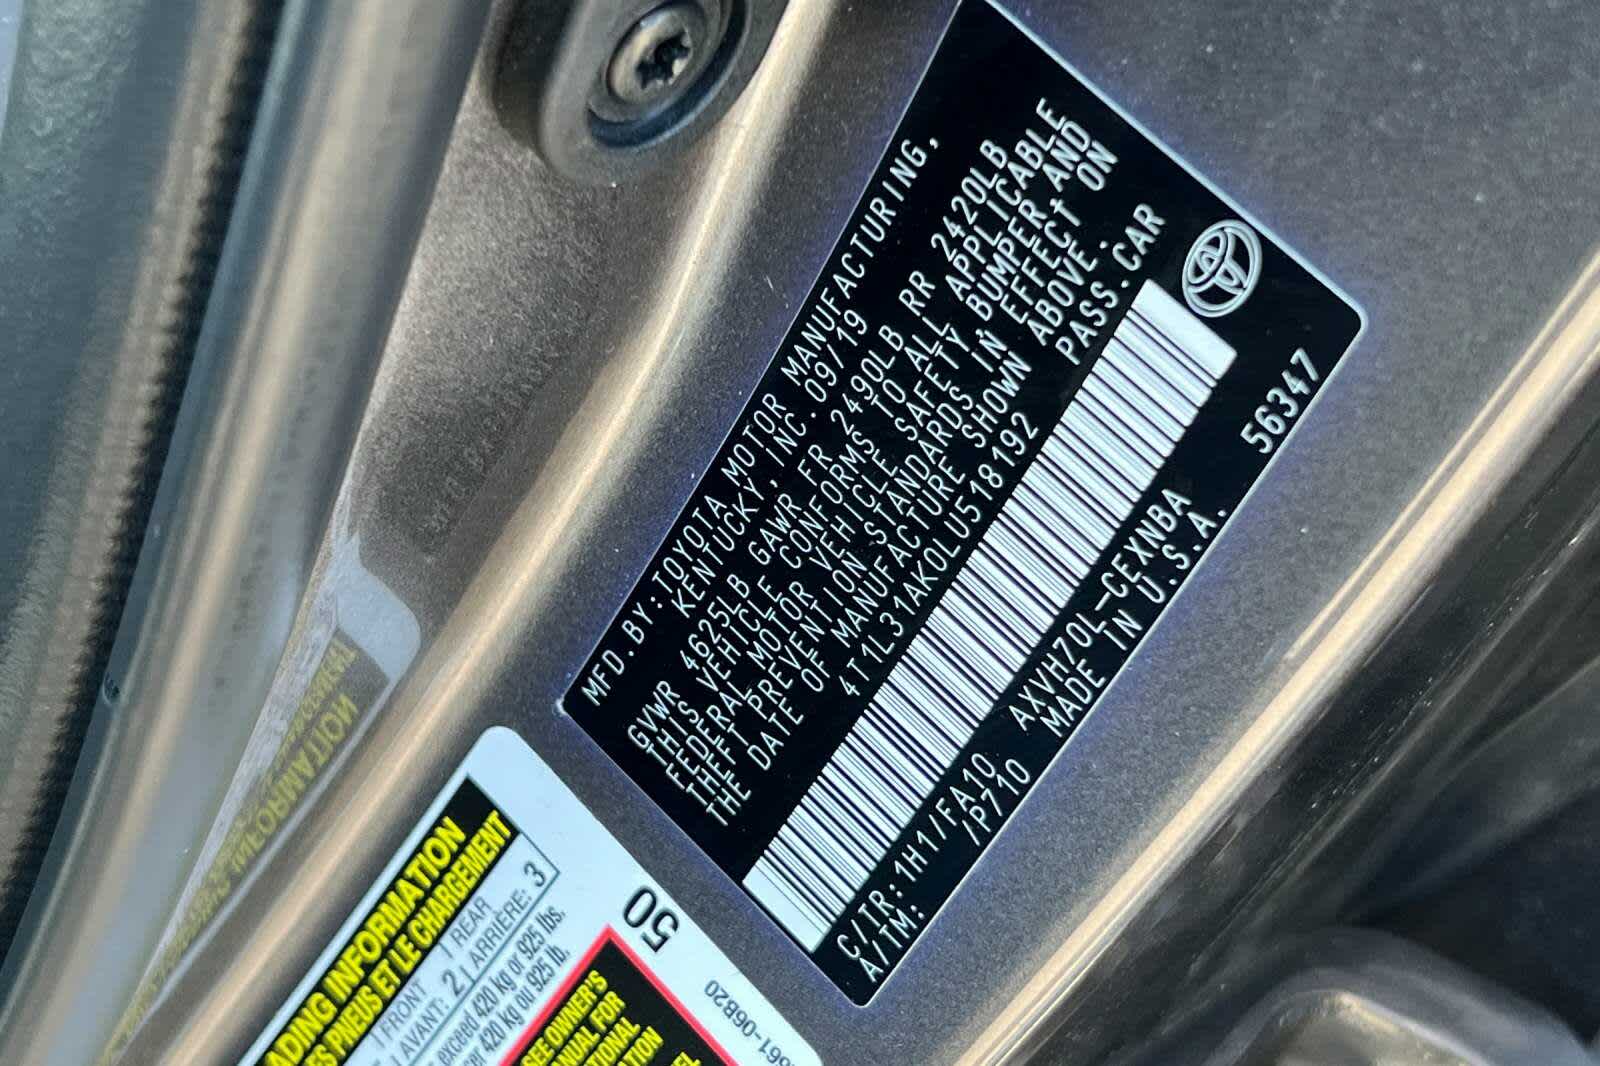 MFD.BY:TOYOTA MOTOR MANUFACTURING,
KENTUCKY, INC. 09/19
GVWR 4625LB GAWR FR 2490LB RR 2420LB
THIS VEHICLE CONFORMS TO ALL APPLICABLE
FEDERAL MOTOR VEHICLE SAFETY, BUMPER, AND
THEFT PREVENTION STANDARDS IN EFFECT ON
THE DATE OF MANUFACTURE SHOWN ABOVE.
4T1L31AK0LU518192 PASS.CAR
C/TR:1H1/FA10 AXVH70L-CEXNBA
A/TM: /P710 MADE IN U.S.A.
56347
ADING INFORMATION
ES PNEUS ET LE CHARGEMENT
FRONT REAR
AVANT: 2 ARRIÈRE: 3
exceed 420 kg or 925 lbs.
420 kg ou 925 lb.
50
SEE OWNER'S
MANUAL FOR
06B20